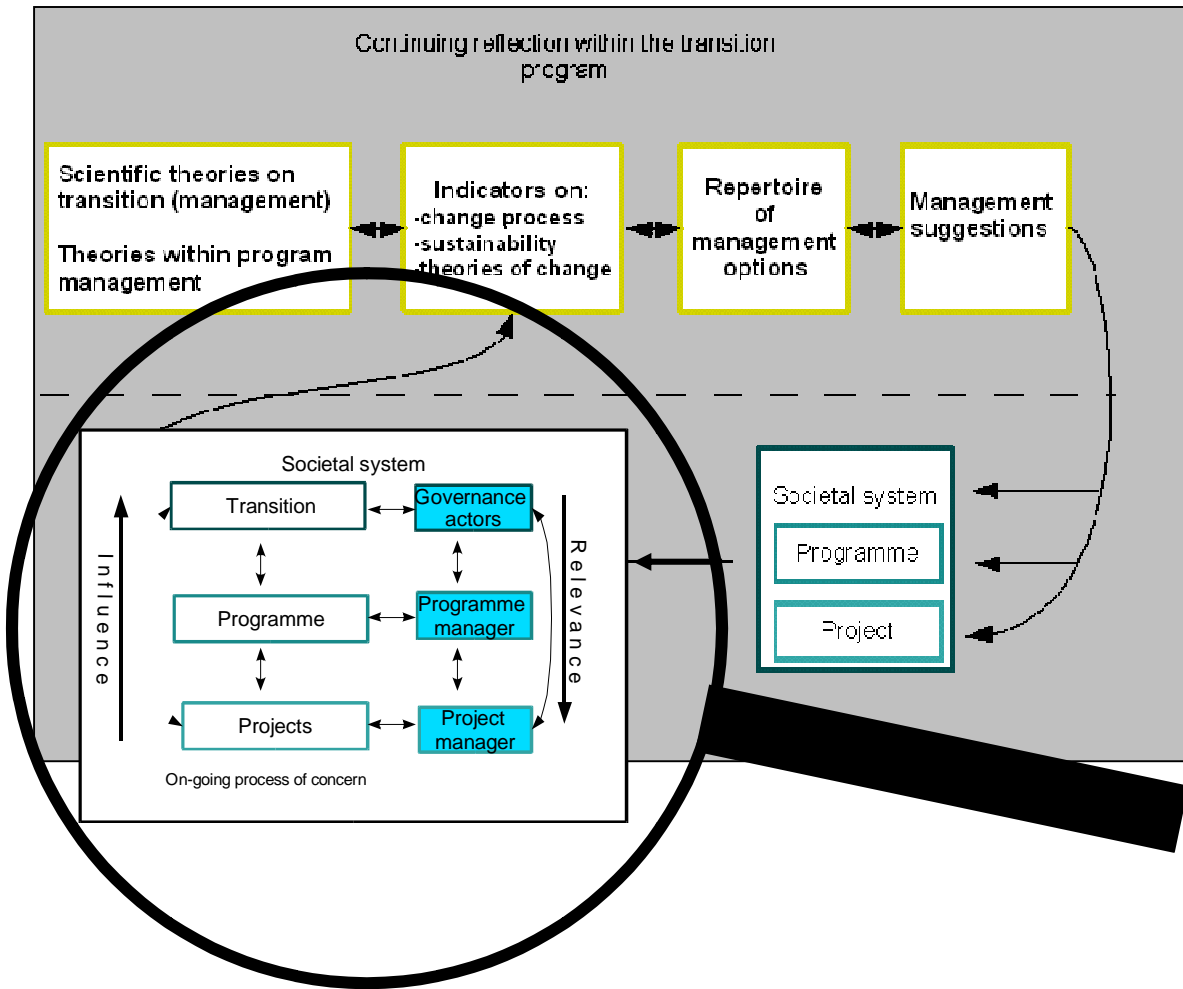 Continuing reflection within the transition
program
Scientific theories on
transition (management)
Theories within program
management
Indicators on:
-change process
-sustainability
-theories of change
Repertoire
of
management
options
Management
suggestions
Societal system
Transition
Governance
actors
Programme
Programme
manager
Projects
Project
manager
Influence
Relevance
On-going process of concern
Societal system
Programme
Project